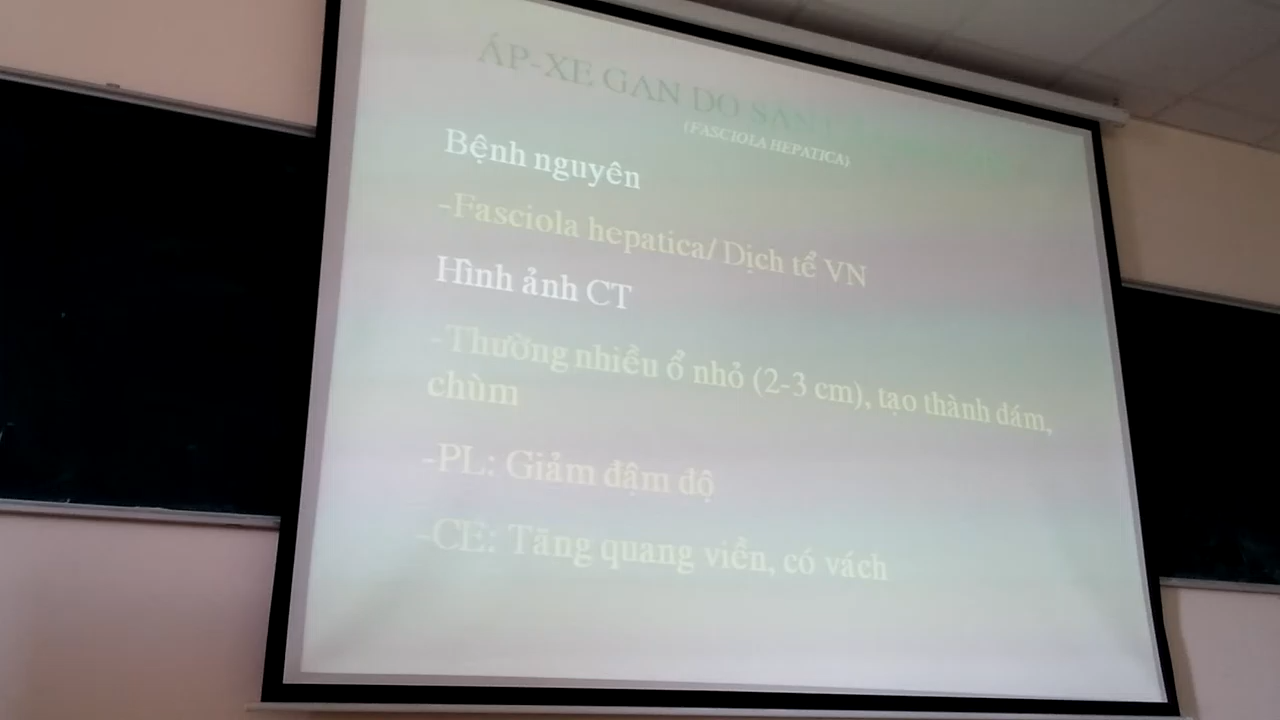 ÁP-XE GAN DO SÁN
(FASCIOLA HEPATICA)
Bệnh nguyên
-Fasciola hepatica/ Dịch tể VN
Hình ảnh CT
-Thường nhiều ổ nhỏ (2-3 cm), tạo thành đám,
chùm
-PL: Giảm đậm độ
-CE: Tăng quang viền, có vách